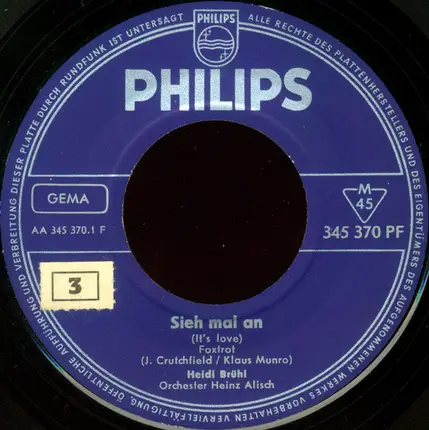 ALLE RECHTE DES PLATTENHERSTELLERS UND DES EIGENTÜMERS DES AUFGENOMMENEN WERKES VORBEHALTEN VERVIELFÄLTIGUNG, ÖFFENTLICHE AUFFÜHRUNG UND VERBREITUNG DIESER PLATTE DURCH RUNDFUNK IST UNTERSAGT
PHILIPS
PHILIPS
GEMA
M
45
AA 345 370.1 F
345 370 PF
3
Sieh mal an
(It's love)
Foxtrot
(J. Crutchfield / Klaus Munro)
Heidi Brühl
Orchester Heinz Alisch